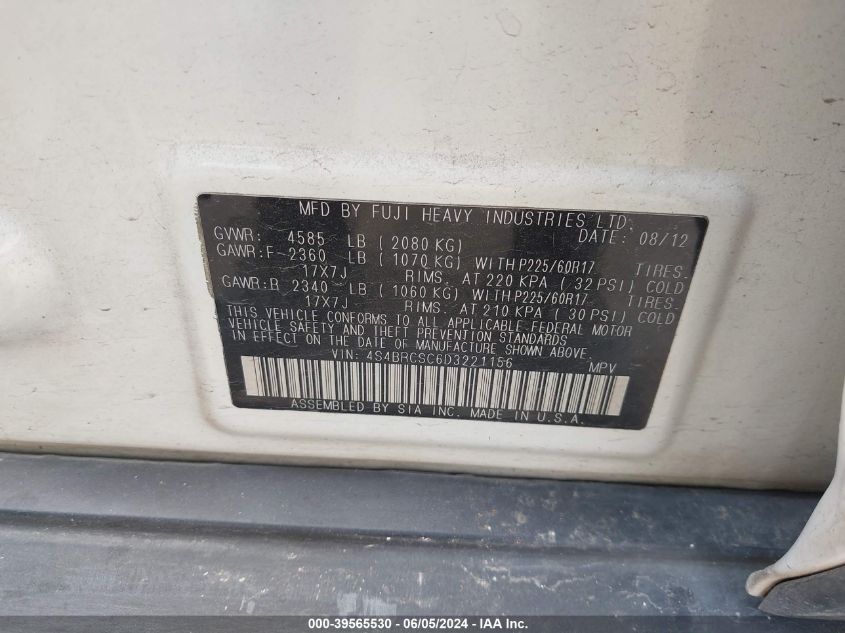 MFD BY FUJI HEAVY INDUSTRIES LTD.
GVWR: 4585 LB ( 2080 KG) DATE: 08/12
GAWR:F-2360 LB ( 1070 KG) WITHP225/60R17 TIRES.
17X7J RIMS. AT 220 KPA ( 32 PSI) COLD
GAWR:R 2340 LB ( 1060 KG) WITHP225/60R17 TIRES.
17X7J RIMS. AT 210 KPA ( 30 PSI) COLD
THIS VEHICLE CONFORMS TO ALL APPLICABLE FEDERAL MOTOR
VEHICLE SAFETY AND THEFT PREVENTION STANDARDS
IN EFFECT ON THE DATE OF MANUFACTURE SHOWN ABOVE.
VIN: 4S4BRCSC6D3221156 MPV
ASSEMBLED BY SIA INC. MADE IN U.S.A.
000-39565530 - 06/05/2024 - IAA Inc.